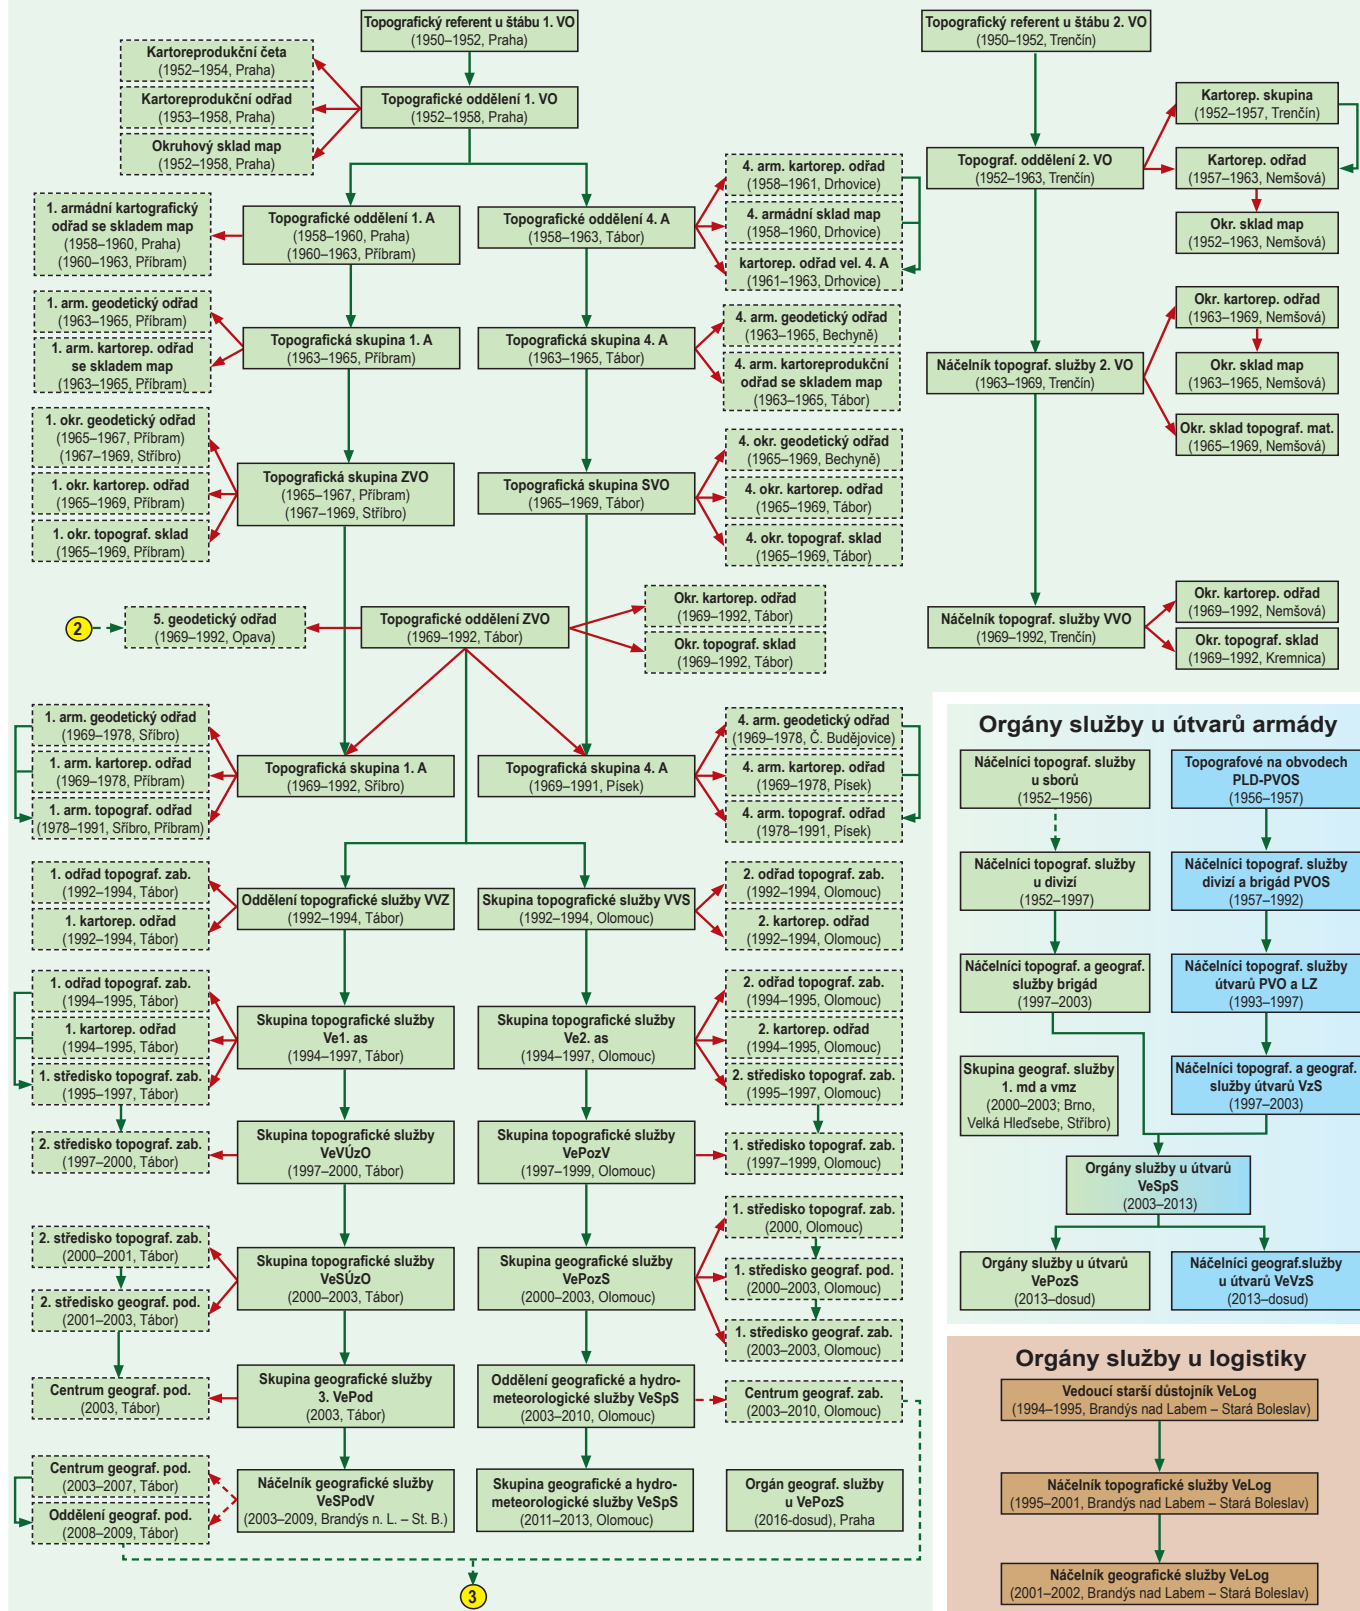 Topografický referent u štábu 1. VO
(1950–1952, Praha)
Kartoreprodukční četa
(1952–1954, Praha)
Kartoreprodukční odřad
(1953–1958, Praha)
Okruhový sklad map
(1952–1958, Praha)
Topografické oddělení 1. VO
(1952–1958, Praha)
1. armádní kartografický
odřad se skladem map
(1958–1960, Praha)
(1960–1963, Příbram)
Topografické oddělení 1. A
(1958–1960, Praha)
(1960–1963, Příbram)
Topografické oddělení 4. A
(1958–1963, Tábor)
4. arm. kartorep. odřad
(1958–1961, Drhovice)
4. armádní sklad map
(1958–1960, Drhovice)
kartorep. odřad vel. 4. A
(1961–1963, Drhovice)
1. arm. geodetický odřad
(1963–1965, Příbram)
1. arm. kartorep. odřad
se skladem map
(1963–1965, Příbram)
Topografická skupina 1. A
(1963–1965, Příbram)
Topografická skupina 4. A
(1963–1965, Tábor)
4. arm. geodetický odřad
(1963–1965, Bechyně)
4. arm. kartoreprodukční
odřad se skladem map
(1963–1965, Tábor)
1. okr. geodetický odřad
(1965–1967, Příbram)
(1967–1969, Stříbro)
1. okr. kartorep. odřad
(1965–1969, Příbram)
1. okr. topograf. sklad
(1965–1969, Příbram)
Topografická skupina ZVO
(1965–1967, Příbram)
(1967–1969, Stříbro)
Topografická skupina SVO
(1965–1969, Tábor)
4. okr. geodetický odřad
(1965–1969, Bechyně)
4. okr. kartorep. odřad
(1965–1969, Tábor)
4. okr. topograf. sklad
(1965–1969, Tábor)
2
5. geodetický odřad
(1969–1992, Opava)
Topografické oddělení ZVO
(1969–1992, Tábor)
Okr. kartorep. odřad
(1969–1992, Tábor)
Okr. topograf. sklad
(1969–1992, Tábor)
1. arm. geodetický odřad
(1969–1978, Sříbro)
1.arm. kartorep. odřad
(1969–1978, Příbram)
1. arm. topograf. odřad
(1978–1991, Sříbro, Příbram)
Topografická skupina 1. A
(1969–1992, Sříbro)
Topografická skupina 4. A
(1969–1991, Písek)
4. arm. geodetický odřad
(1969–1978, Č. Budějovice)
4. arm. kartorep. odřad
(1969–1978, Písek)
4. arm. topograf. odřad
(1978–1991, Písek)
1. odřad topograf. zab.
(1992–1994, Tábor)
1. kartorep. odřad
(1992–1994, Tábor)
Oddělení topografické služby VVZ
(1992–1994, Tábor)
Skupina topografické služby VVS
(1992–1994, Olomouc)
2. odřad topograf. zab.
(1992–1994, Olomouc)
2. kartorep. odřad
(1992–1994, Olomouc)
1. odřad topograf. zab.
(1994–1995, Tábor)
1. kartorep. odřad
(1994–1995, Tábor)
1. středisko topograf. zab.
(1995–1997, Tábor)
Skupina topografické služby
Ve1. as
(1994–1997, Tábor)
Skupina topografické služby
Ve2. as
(1994–1997, Olomouc)
2. odřad topograf. zab.
(1994–1995, Olomouc)
2. kartorep. odřad
(1994–1995, Olomouc)
2. středisko topograf. zab.
(1995–1997, Olomouc)
2. středisko topograf. zab.
(1997–2000, Tábor)
Skupina topografické služby
VeVÚzO
(1997–2000, Tábor)
Skupina topografické služby
VePozV
(1997–1999, Olomouc)
1. středisko topograf. zab.
(1997–1999, Olomouc)
2. středisko topograf. zab.
(2000–2001, Tábor)
2. středisko geograf. pod.
(2001–2003, Tábor)
Skupina topografické služby
VeSÚzO
(2000–2003, Tábor)
Skupina geografické služby
VePozS
(2000–2003, Olomouc)
1. středisko topograf. zab.
(2000, Olomouc)
1. středisko geograf. pod.
(2000–2003, Olomouc)
1. středisko geograf. zab.
(2003–2003, Olomouc)
Centrum geograf. pod.
(2003, Tábor)
Skupina geografické služby
3. VePod
(2003, Tábor)
Oddělení geografické a hydro-
meteorologické služby VeSpS
(2003–2010, Olomouc)
Centrum geograf. zab.
(2003–2010, Olomouc)
Centrum geograf. pod.
(2003–2007, Tábor)
Oddělení geograf. pod.
(2008–2009, Tábor)
Náčelník geografické služby
VeSPodV
(2003–2009, Brandýs n. L. – St. B.)
Skupina geografické a hydro-
meteorologické služby VeSpS
(2011–2013, Olomouc)
Orgán geograf. služby
u VePozS
(2016-dosud), Praha
3
Topografický referent u štábu 2. VO
(1950–1952, Trenčín)
Kartorep. skupina
(1952–1957, Trenčín)
Topograf. oddělení 2. VO
(1952–1963, Trenčín)
Kartorep. odřad
(1957–1963, Nemšová)
Okr. sklad map
(1952–1963, Nemšová)
Okr. kartorep. odřad
(1963–1969, Nemšová)
Náčelník topograf. služby 2. VO
(1963–1969, Trenčín)
Okr. sklad map
(1963–1965, Nemšová)
Okr. sklad topograf. mat.
(1965–1969, Nemšová)
Náčelník topograf. služby VVO
(1969–1992, Trenčín)
Okr. kartorep. odřad
(1969–1992, Nemšová)
Okr. topograf. sklad
(1969–1992, Kremnica)
Orgány služby u útvarů armády
Náčelníci topograf. služby
u sborů
(1952–1956)
Topografové na obvodech
PLD-PVOS
(1956–1957)
Náčelníci topograf. služby
u divizí
(1952–1997)
Náčelníci topograf. služby
divizí a brigád PVOS
(1957–1992)
Náčelníci topograf. a geograf.
služby brigád
(1997–2003)
Náčelníci topograf. služby
útvarů PVO a LZ
(1993–1997)
Skupina geograf. služby
1. md a vmz
(2000–2003; Brno,
Velká Hleďsebe, Stříbro)
Náčelníci topograf. a geograf.
služby útvarů VzS
(1997–2003)
Orgány služby u útvarů
VeSpS
(2003–2013)
Orgány služby u útvarů
VePozS
(2013–dosud)
Náčelníci geograf.služby
u útvarů VeVzS
(2013–dosud)
Orgány služby u logistiky
Vedoucí starší důstojník VeLog
(1994–1995, Brandýs nad Labem – Stará Boleslav)
Náčelník topografické služby VeLog
(1995–2001, Brandýs nad Labem – Stará Boleslav)
Náčelník geografické služby VeLog
(2001–2002, Brandýs nad Labem – Stará Boleslav)